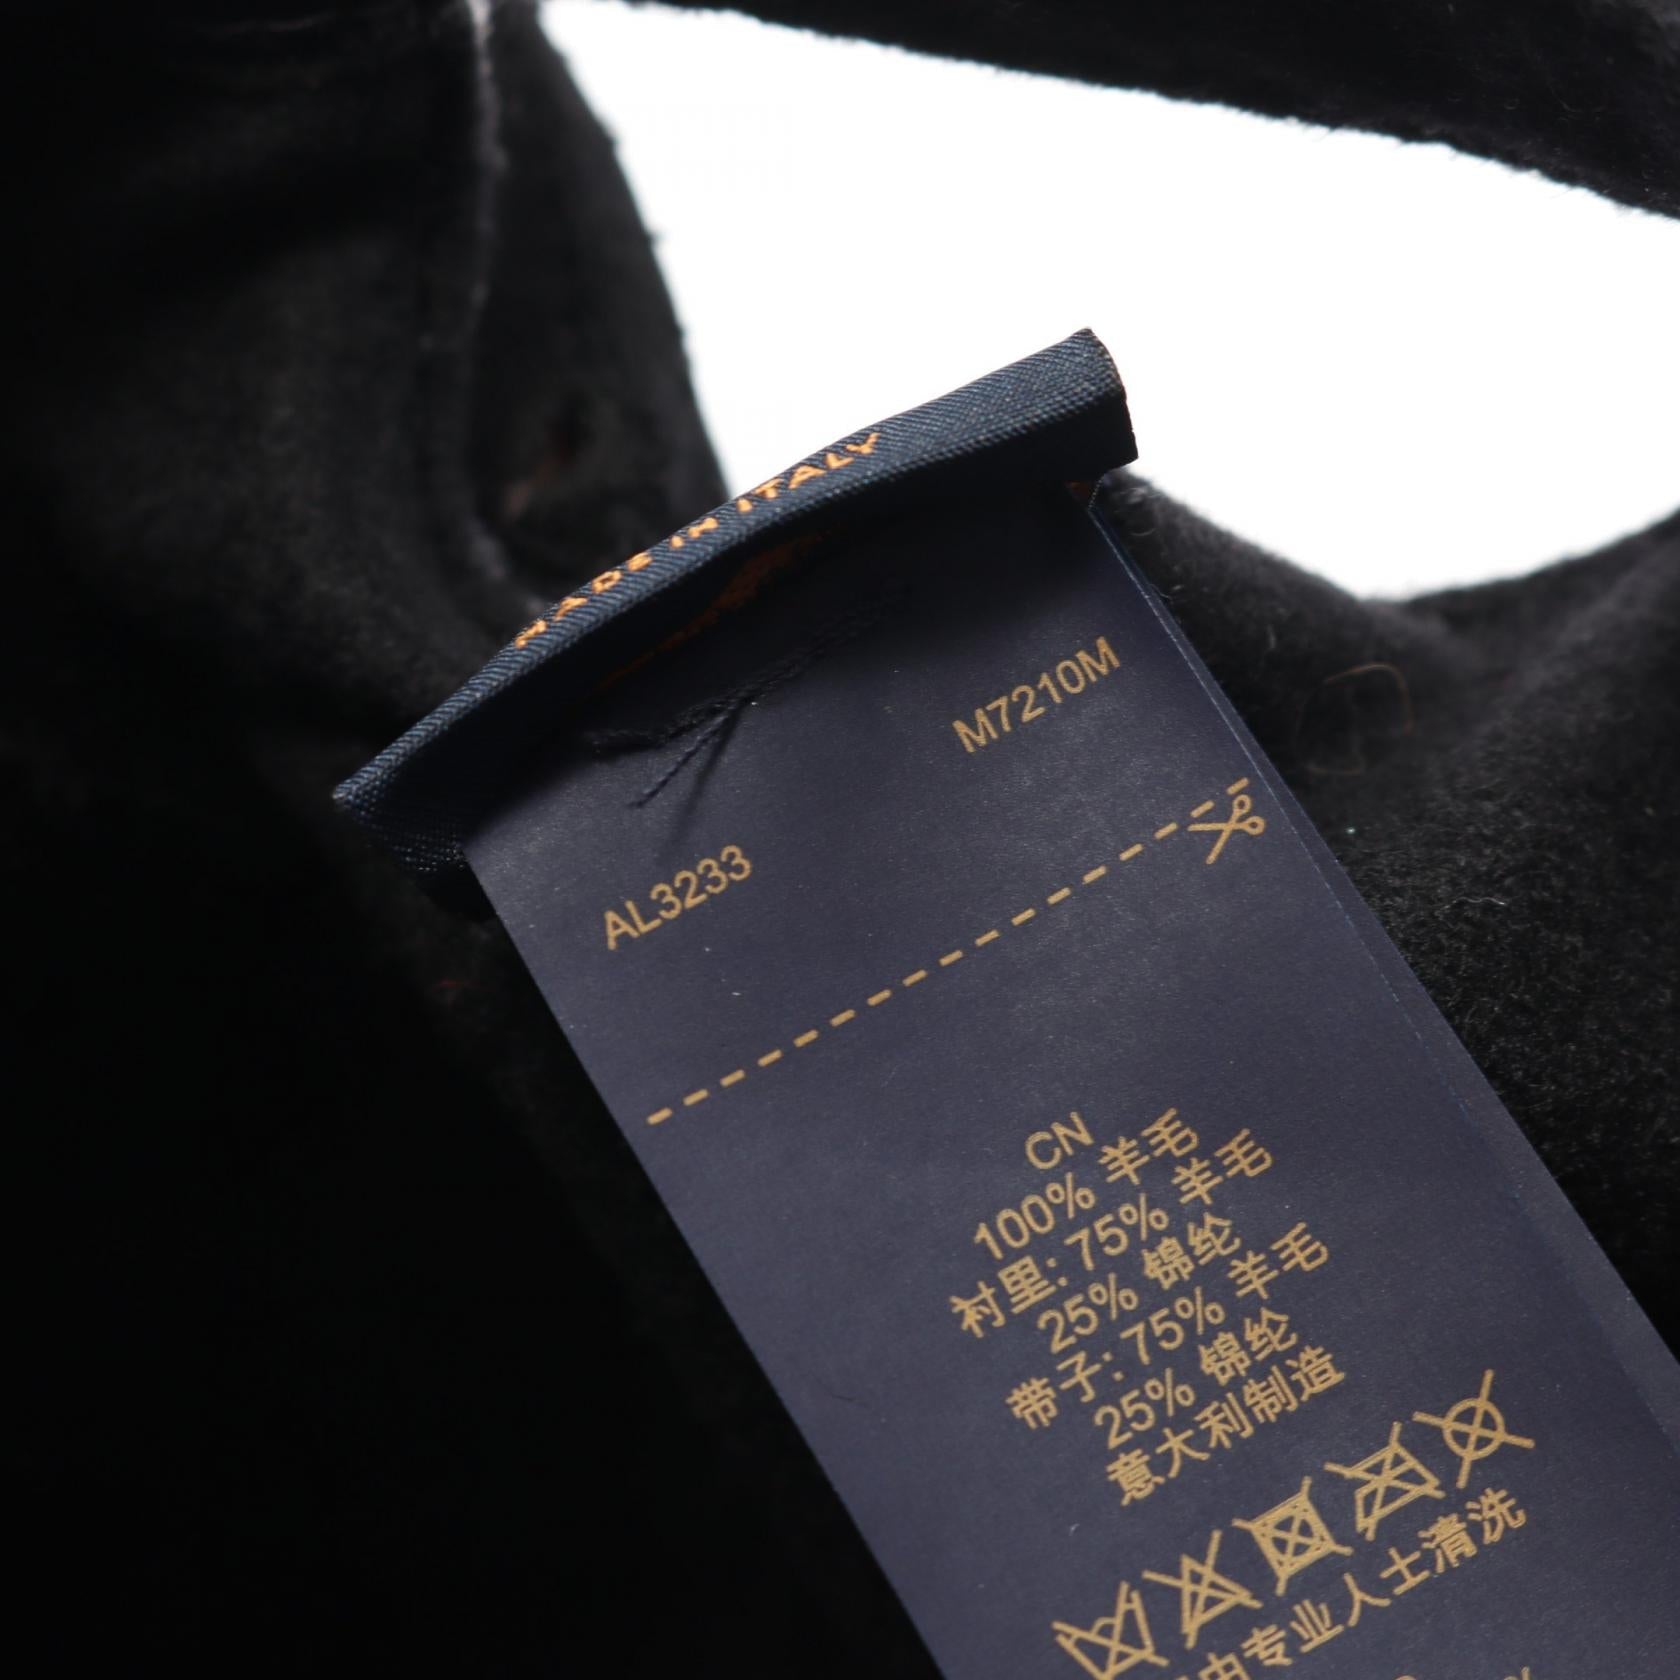 MADE IN ITALY
M7210M
AL3233
CN
100% 羊毛
衬里: 75% 羊毛
25% 锦纶
带子: 75% 羊毛
25% 锦纶
意大利制造
由专业人士清洗